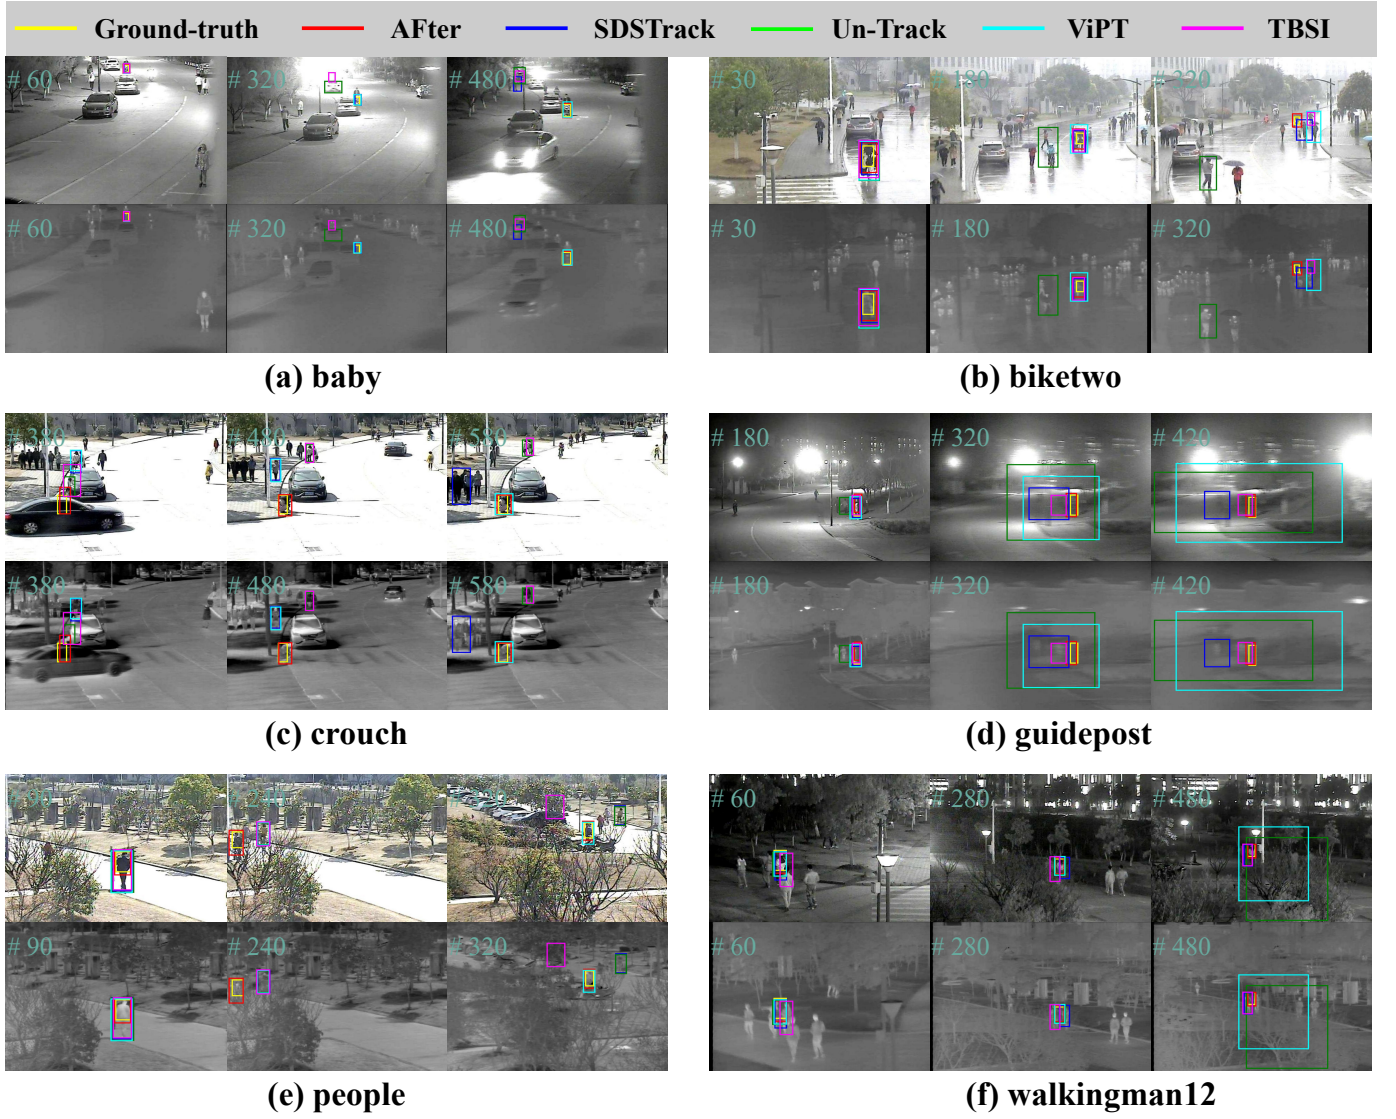 Ground-truth AFter SDSTrack Un-Track ViPT TBSI
# 60 # 320 # 480
# 30 # 180 # 320
# 60 # 320 # 480
# 30 # 180 # 320
(a) baby
(b) biketwo
# 380 # 480 # 580
# 180 # 320 # 420
# 380 # 480 # 580
# 180 # 320 # 420
(c) crouch
(d) guidepost
# 90 # 240
# 60 # 280 # 480
# 90 # 240 # 320
# 60 # 280 # 480
(e) people
(f) walkingman12